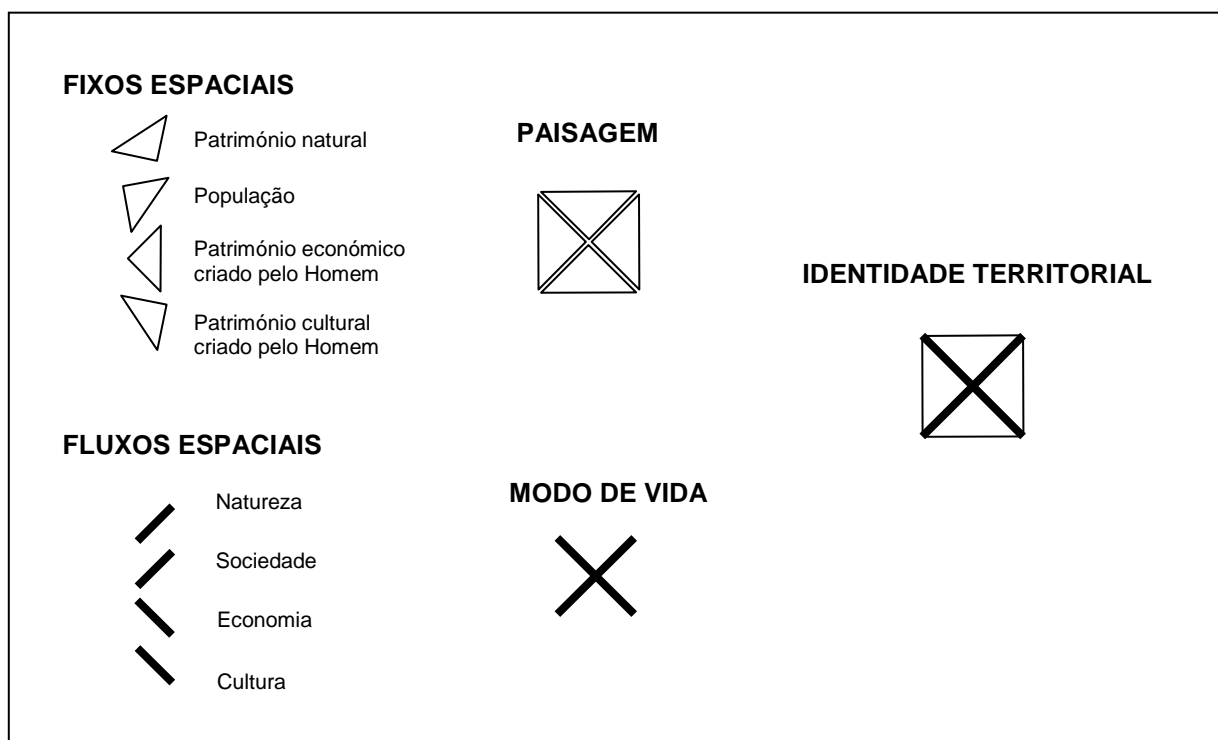 FIXOS ESPACIAIS
Património natural
População
Património económico
criado pelo Homem
Património cultural
criado pelo Homem
PAISAGEM
IDENTIDADE TERRITORIAL
FLUXOS ESPACIAIS
Natureza
Sociedade
Economia
Cultura
MODO DE VIDA